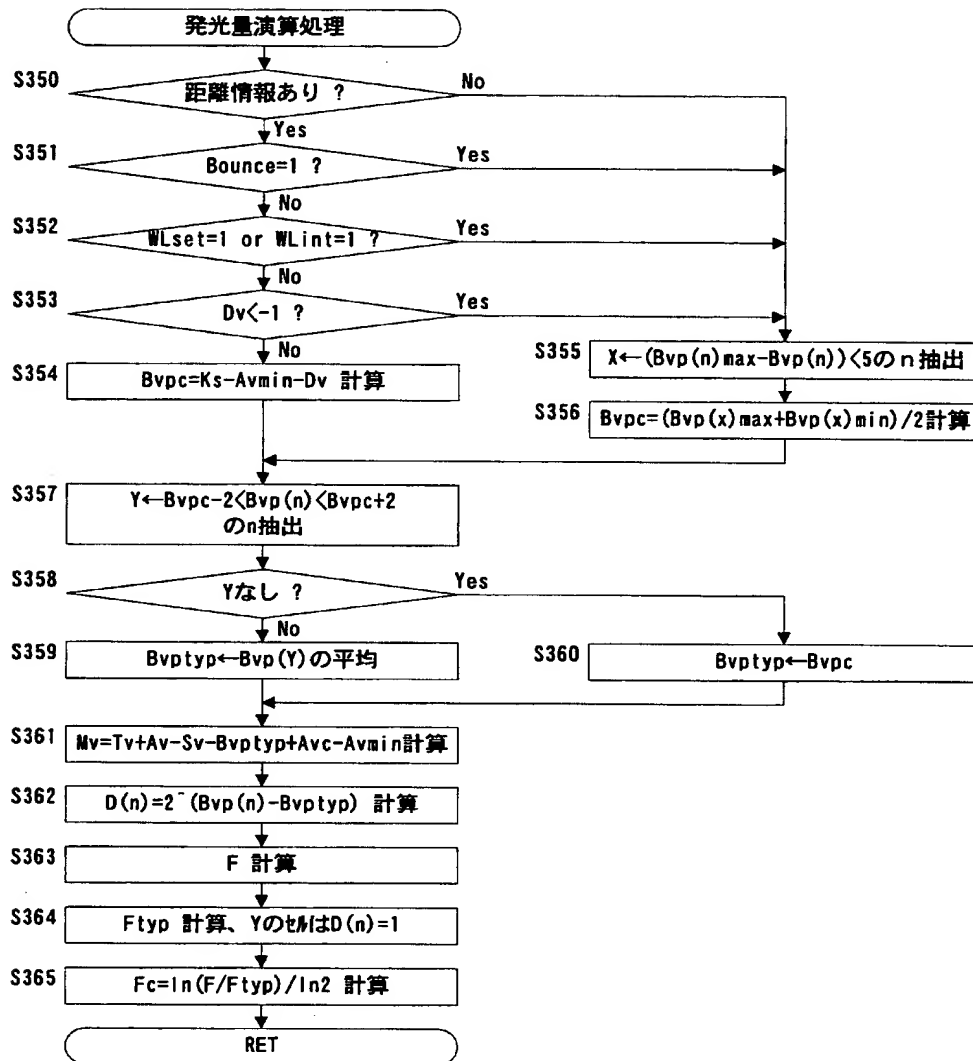 発光量演算処理
S350
距離情報あり ?
No
Yes
S351
Bounce=1 ?
Yes
No
S352
WLset=1 or WLint=1 ?
Yes
No
S353
Dv<-1 ?
Yes
No
S354
Bvpc=Ks-Avmin-Dv 計算
S355
X←(Bvp(n)max-Bvp(n))<5のn抽出
S356
Bvpc=(Bvp(x)max+Bvp(x)min)/2計算
S357
Y←Bvpc-2<Bvp(n)<Bvpc+2
のn抽出
S358
Yなし ?
Yes
No
S359
Bvptyp←Bvp(Y)の平均
S360
Bvptyp←Bvpc
S361
Mv=Tv+Av-Sv-Bvptyp+Avc-Avmin計算
S362
D(n)=2^(Bvp(n)-Bvptyp) 計算
S363
F 計算
S364
Ftyp 計算、Yのセルは D(n)=1
S365
Fc=ln(F/Ftyp)/ln2 計算
RET